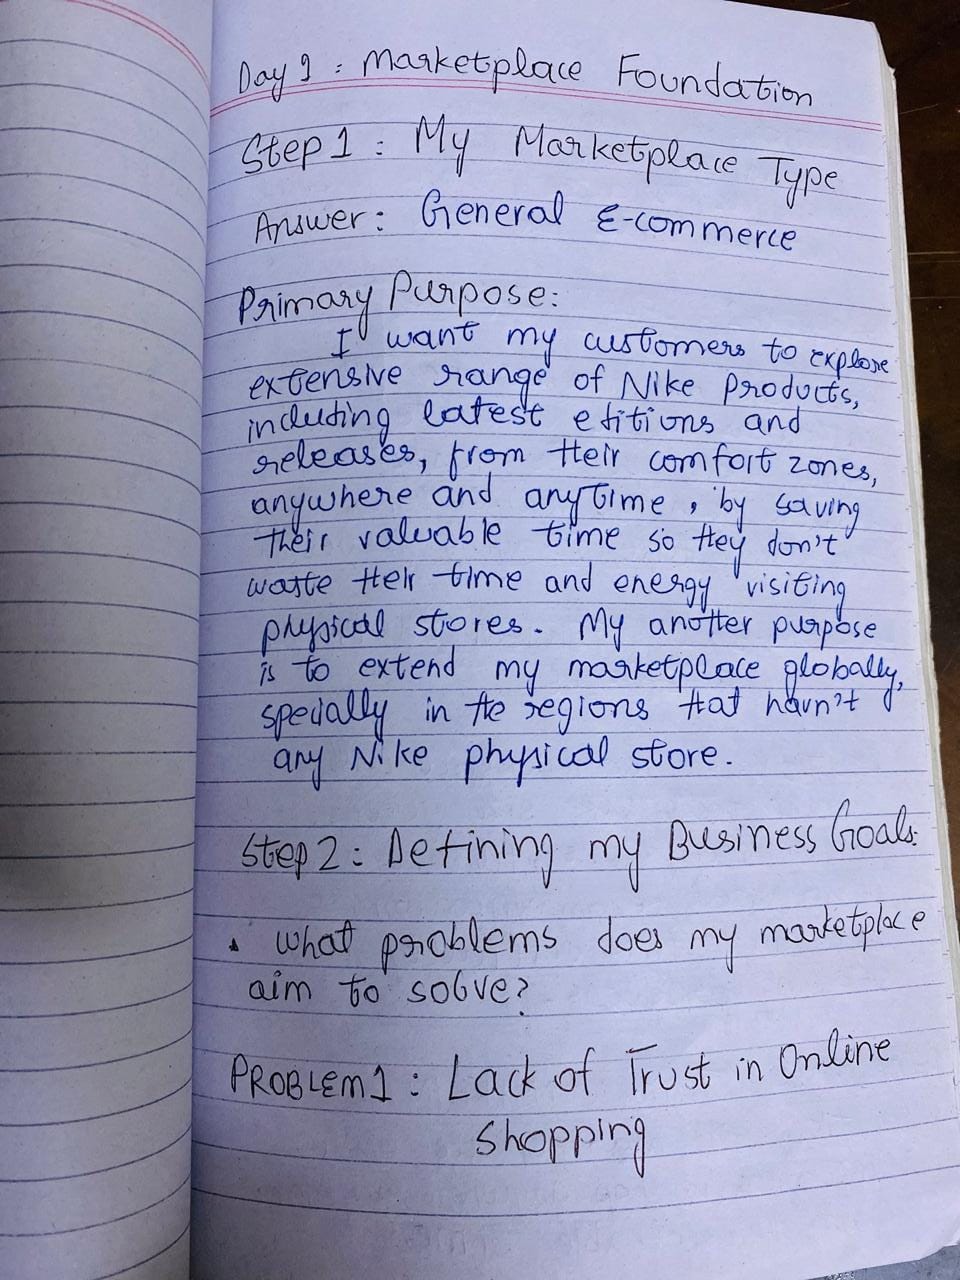 Day 1 : Marketplace Foundation
Step 1 : My Marketplace Type
Answer : General E-commerce
Primary Purpose :
I want my customers to explore
extensive range of Nike Products,
including latest editions and
releases, from their comfort zones,
anywhere and anytime , by saving
their valuable time so they don't
waste their time and energy visiting
physical stores. My another purpose
is to extend my marketplace globally,
specially in the regions that havn't
any Nike physical store.
Step 2 : Defining my Business Goals:
• What problems does my marketplace
aim to solve?
PROBLEM 1 : Lack of Trust in Online
Shopping